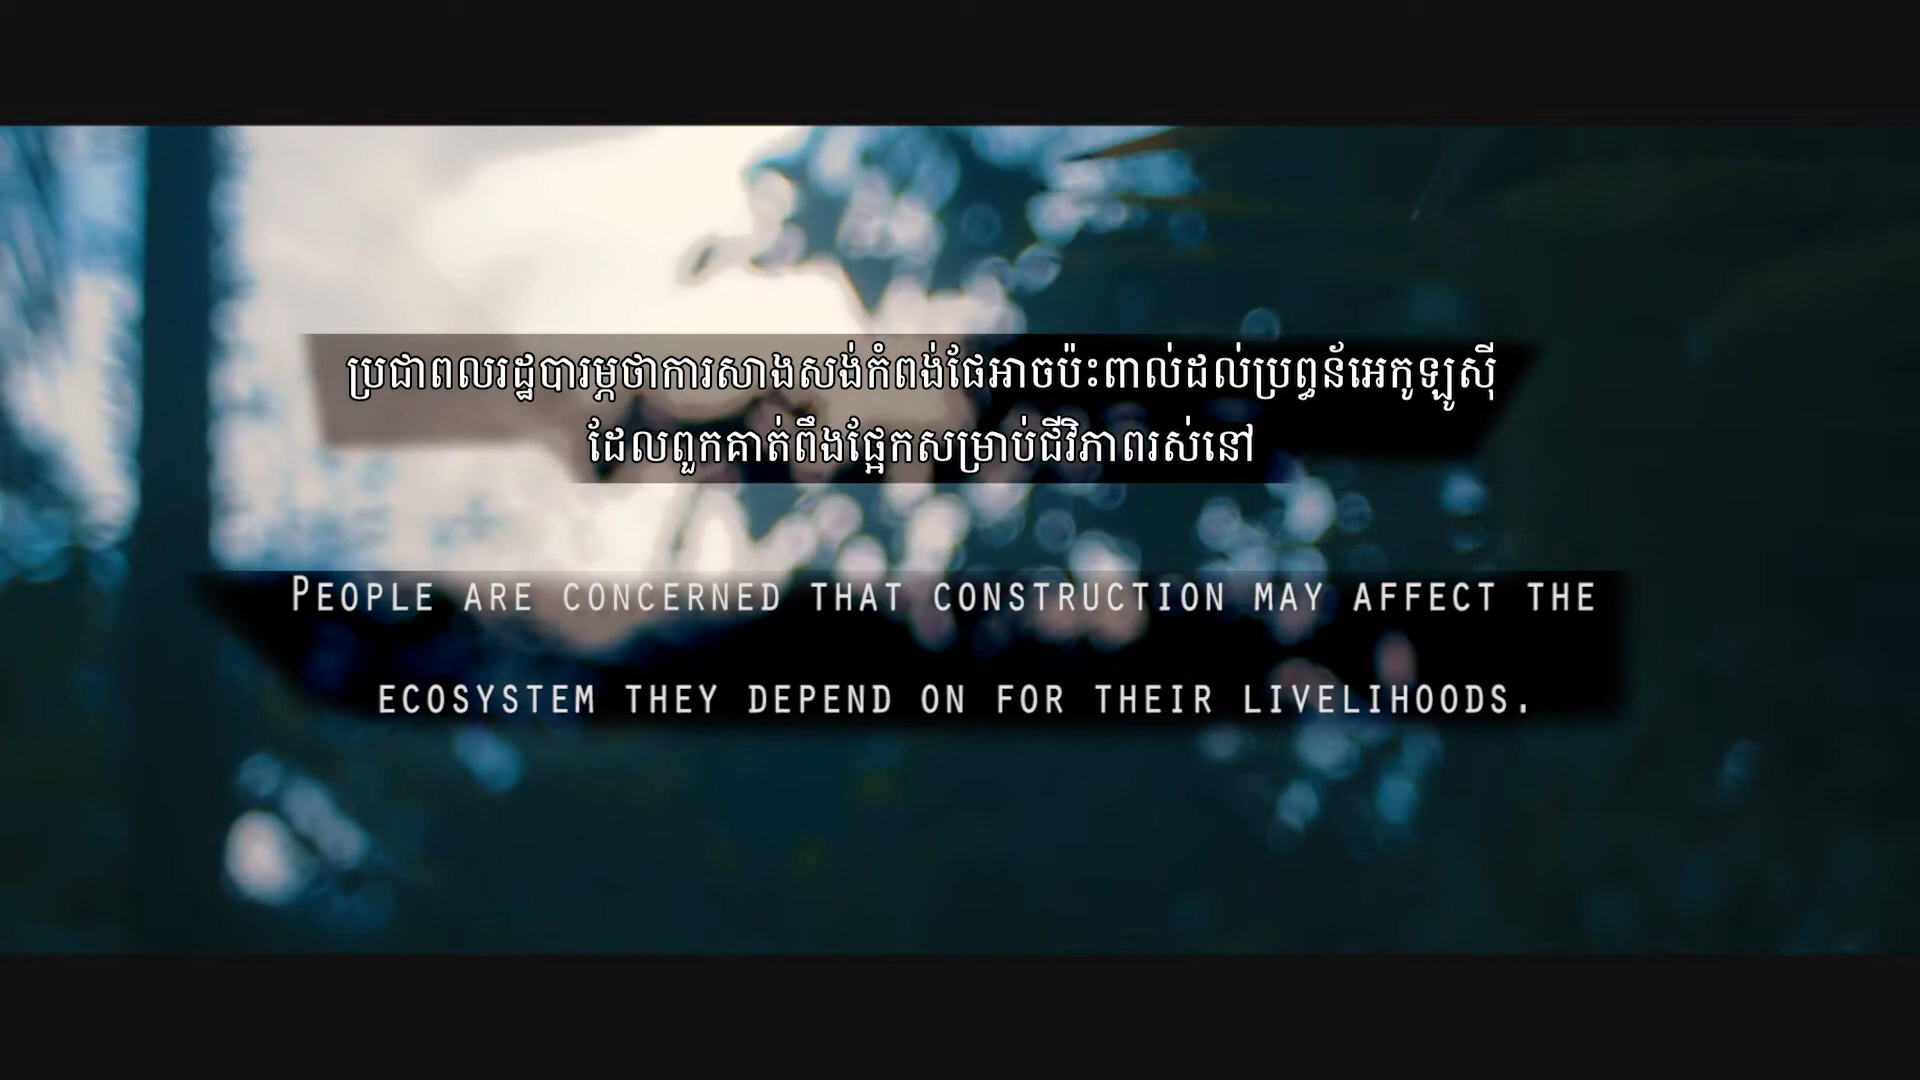 ប្រជាពលរដ្ឋបារម្ភថាការសាងសង់កំពង់ផែអាចប៉ះពាល់ដល់ប្រព្ធន័អេកូឡូស៊ី
ដែលពួកគាត់ពឹងផ្អែកសម្រាប់ជីវិភាពរស់នៅ
PEOPLE ARE CONCERNED THAT CONSTRUCTION MAY AFFECT THE
ECOSYSTEM THEY DEPEND ON FOR THEIR LIVELIHOODS.